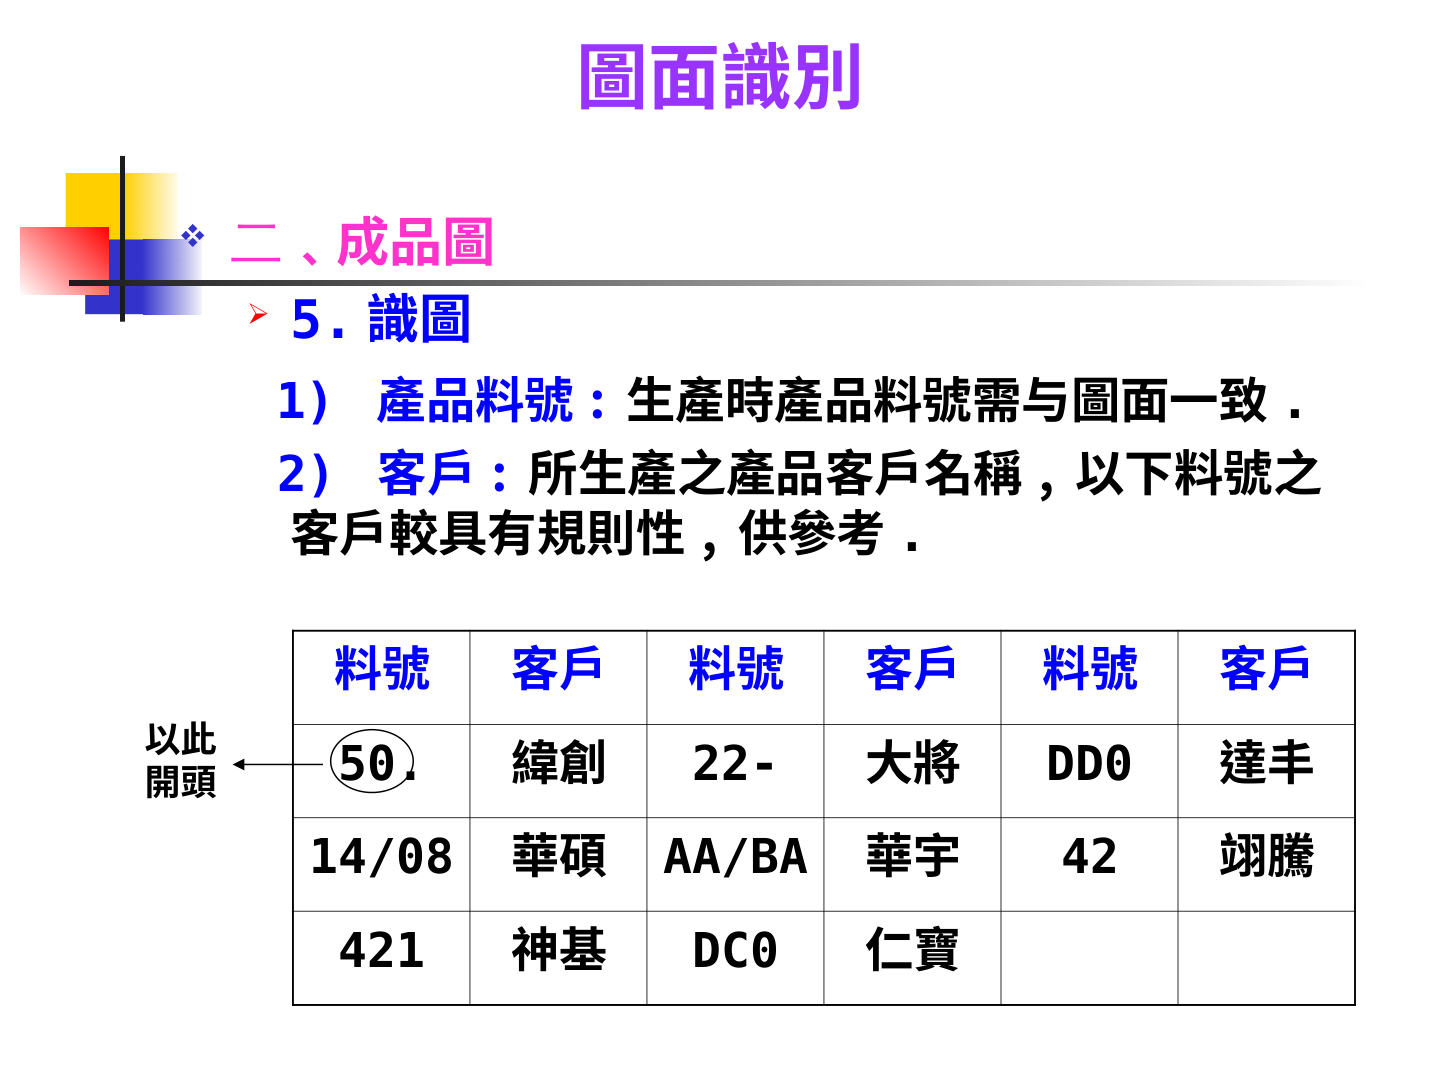 圖面識別
二、成品圖
5.識圖
1) 產品料號:生產時產品料號需与圖面一致.
2) 客戶:所生產之產品客戶名稱,以下料號之
客戶較具有規則性,供參考.
料號 客戶 料號 客戶 料號 客戶
以此
開頭
50. 緯創 22- 大將 DD0 達丰
14/08 華碩 AA/BA 華宇 42 翊騰
421 神基 DC0 仁寶